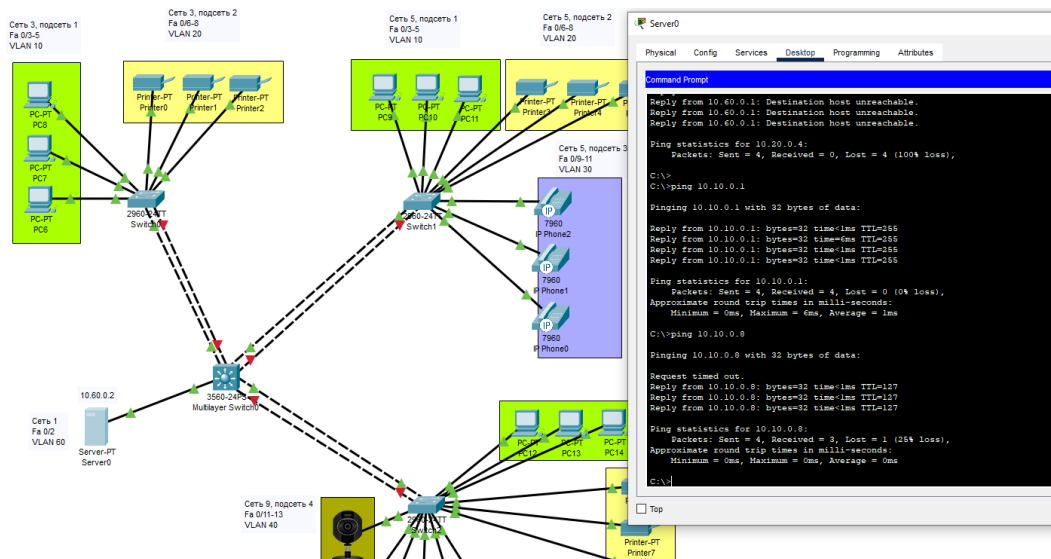 Сеть 3, подсеть 1
Fa 0/3-5
VLAN 10
Сеть 3, подсеть 2
Fa 0/6-8
VLAN 20
Сеть 5, подсеть 1
Fa 0/3-5
VLAN 10
Сеть 5, подсеть 2
Fa 0/6-8
VLAN 20
PC-PT
PC8
PC-PT
PC7
PC-PT
PC6
Printer-PT
Printer0
Printer-PT
Printer1
Printer-PT
Printer2
PC-PT
PC9
PC-PT
PC10
PC-PT
PC11
Printer-PT
Printer3
Printer-PT
Printer4
Сеть 5, подсеть 3
Fa 0/9-11
VLAN 30
2960-24TT
Switch0
2960-24TT
Switch1
7960
IP Phone2
7960
IP Phone1
7960
IP Phone0
3560-24PS
Multilayer Switch0
10.60.0.2
Сеть 1
Fa 0/2
VLAN 60
Server-PT
Server0
PC-PT
PC12
PC-PT
PC13
PC-PT
PC14
Сеть 9, подсеть 4
Fa 0/11-13
VLAN 40
2960-24TT
Switch2
Printer-PT
Printer7
Server0
Physical Config Services Desktop Programming Attributes
Command Prompt
Reply from 10.60.0.1: Destination host unreachable.
Reply from 10.60.0.1: Destination host unreachable.
Reply from 10.60.0.1: Destination host unreachable.
Ping statistics for 10.20.0.4:
Packets: Sent = 4, Received = 0, Lost = 4 (100% loss),
C:\>
C:\>ping 10.10.0.1
Pinging 10.10.0.1 with 32 bytes of data:
Reply from 10.10.0.1: bytes=32 time<1ms TTL=255
Reply from 10.10.0.1: bytes=32 time=6ms TTL=255
Reply from 10.10.0.1: bytes=32 time<1ms TTL=255
Reply from 10.10.0.1: bytes=32 time<1ms TTL=255
Ping statistics for 10.10.0.1:
Packets: Sent = 4, Received = 4, Lost = 0 (0% loss),
Approximate round trip times in milli-seconds:
Minimum = 0ms, Maximum = 6ms, Average = 1ms
C:\>ping 10.10.0.8
Pinging 10.10.0.8 with 32 bytes of data:
Request timed out.
Reply from 10.10.0.8: bytes=32 time<1ms TTL=127
Reply from 10.10.0.8: bytes=32 time<1ms TTL=127
Reply from 10.10.0.8: bytes=32 time<1ms TTL=127
Ping statistics for 10.10.0.8:
Packets: Sent = 4, Received = 3, Lost = 1 (25% loss),
Approximate round trip times in milli-seconds:
Minimum = 0ms, Maximum = 0ms, Average = 0ms
C:\>
Top